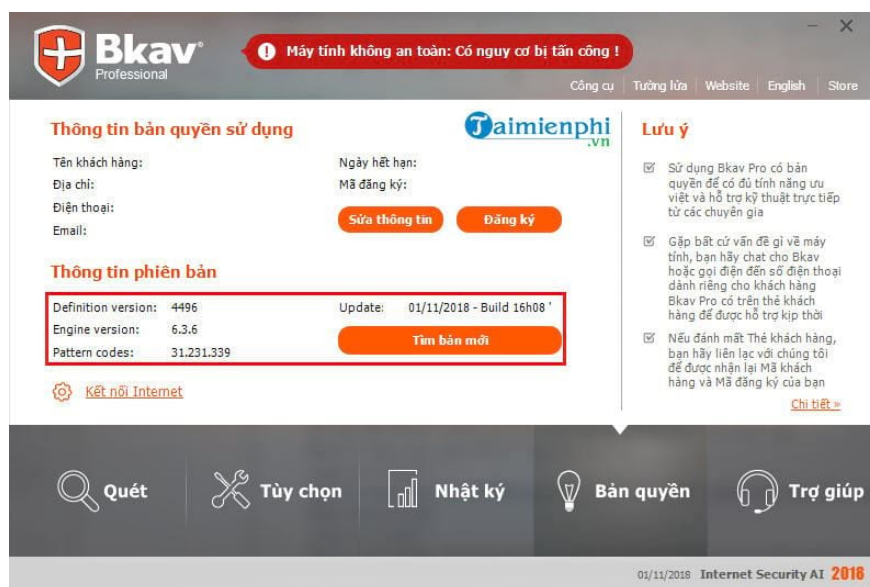 Bkav®
Professional
Máy tính không an toàn: Có nguy cơ bị tấn công !
Công cụ
Tường lửa
Website
English
Store
Thông tin bản quyền sử dụng
Taimienphi
.vn
Tên khách hàng:
Địa chỉ:
Điện thoại:
Email:
Ngày hết hạn:
Mã đăng ký:
Sửa thông tin
Đăng ký
Thông tin phiên bản
Definition version: 4496
Engine version: 6.3.6
Pattern codes: 31.231.339
Update: 01/11/2018 - Build 16h08 '
Tìm bản mới
Kết nối Internet
Lưu ý
Sử dụng Bkav Pro có bản
quyền để có đủ tính năng ưu
việt và hỗ trợ kỹ thuật trực tiếp
từ các chuyên gia
Gặp bất cứ vấn đề gì về máy
tính, bạn hãy chat cho Bkav
hoặc gọi điện đến số điện thoại
dành riêng cho khách hàng
Bkav Pro có trên thẻ khách
hàng để được hỗ trợ kịp thời
Nếu đánh mất Thẻ khách hàng,
bạn hãy liên lạc với chúng tôi
để được nhận lại Mã khách
hàng và Mã đăng ký của bạn
Chi tiết »
Quét
Tùy chọn
Nhật ký
Bản quyền
Trợ giúp
01/11/2018 Internet Security AI 2018